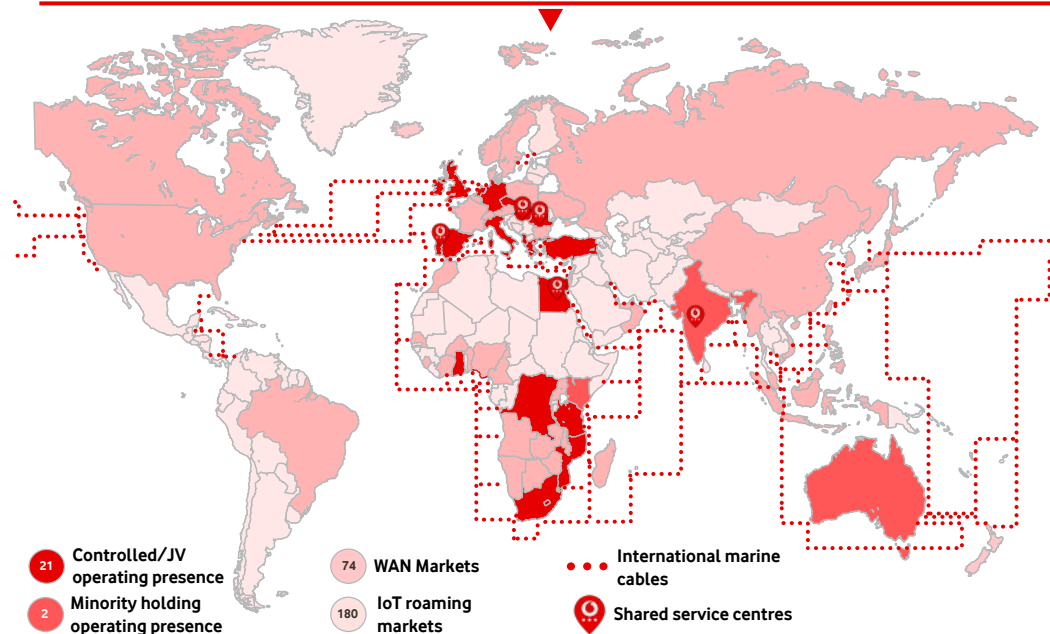 21
Controlled/JV
operating presence
2
Minority holding
operating presence
74
WAN Markets
180
IoT roaming
markets
International marine
cables
Shared service centres